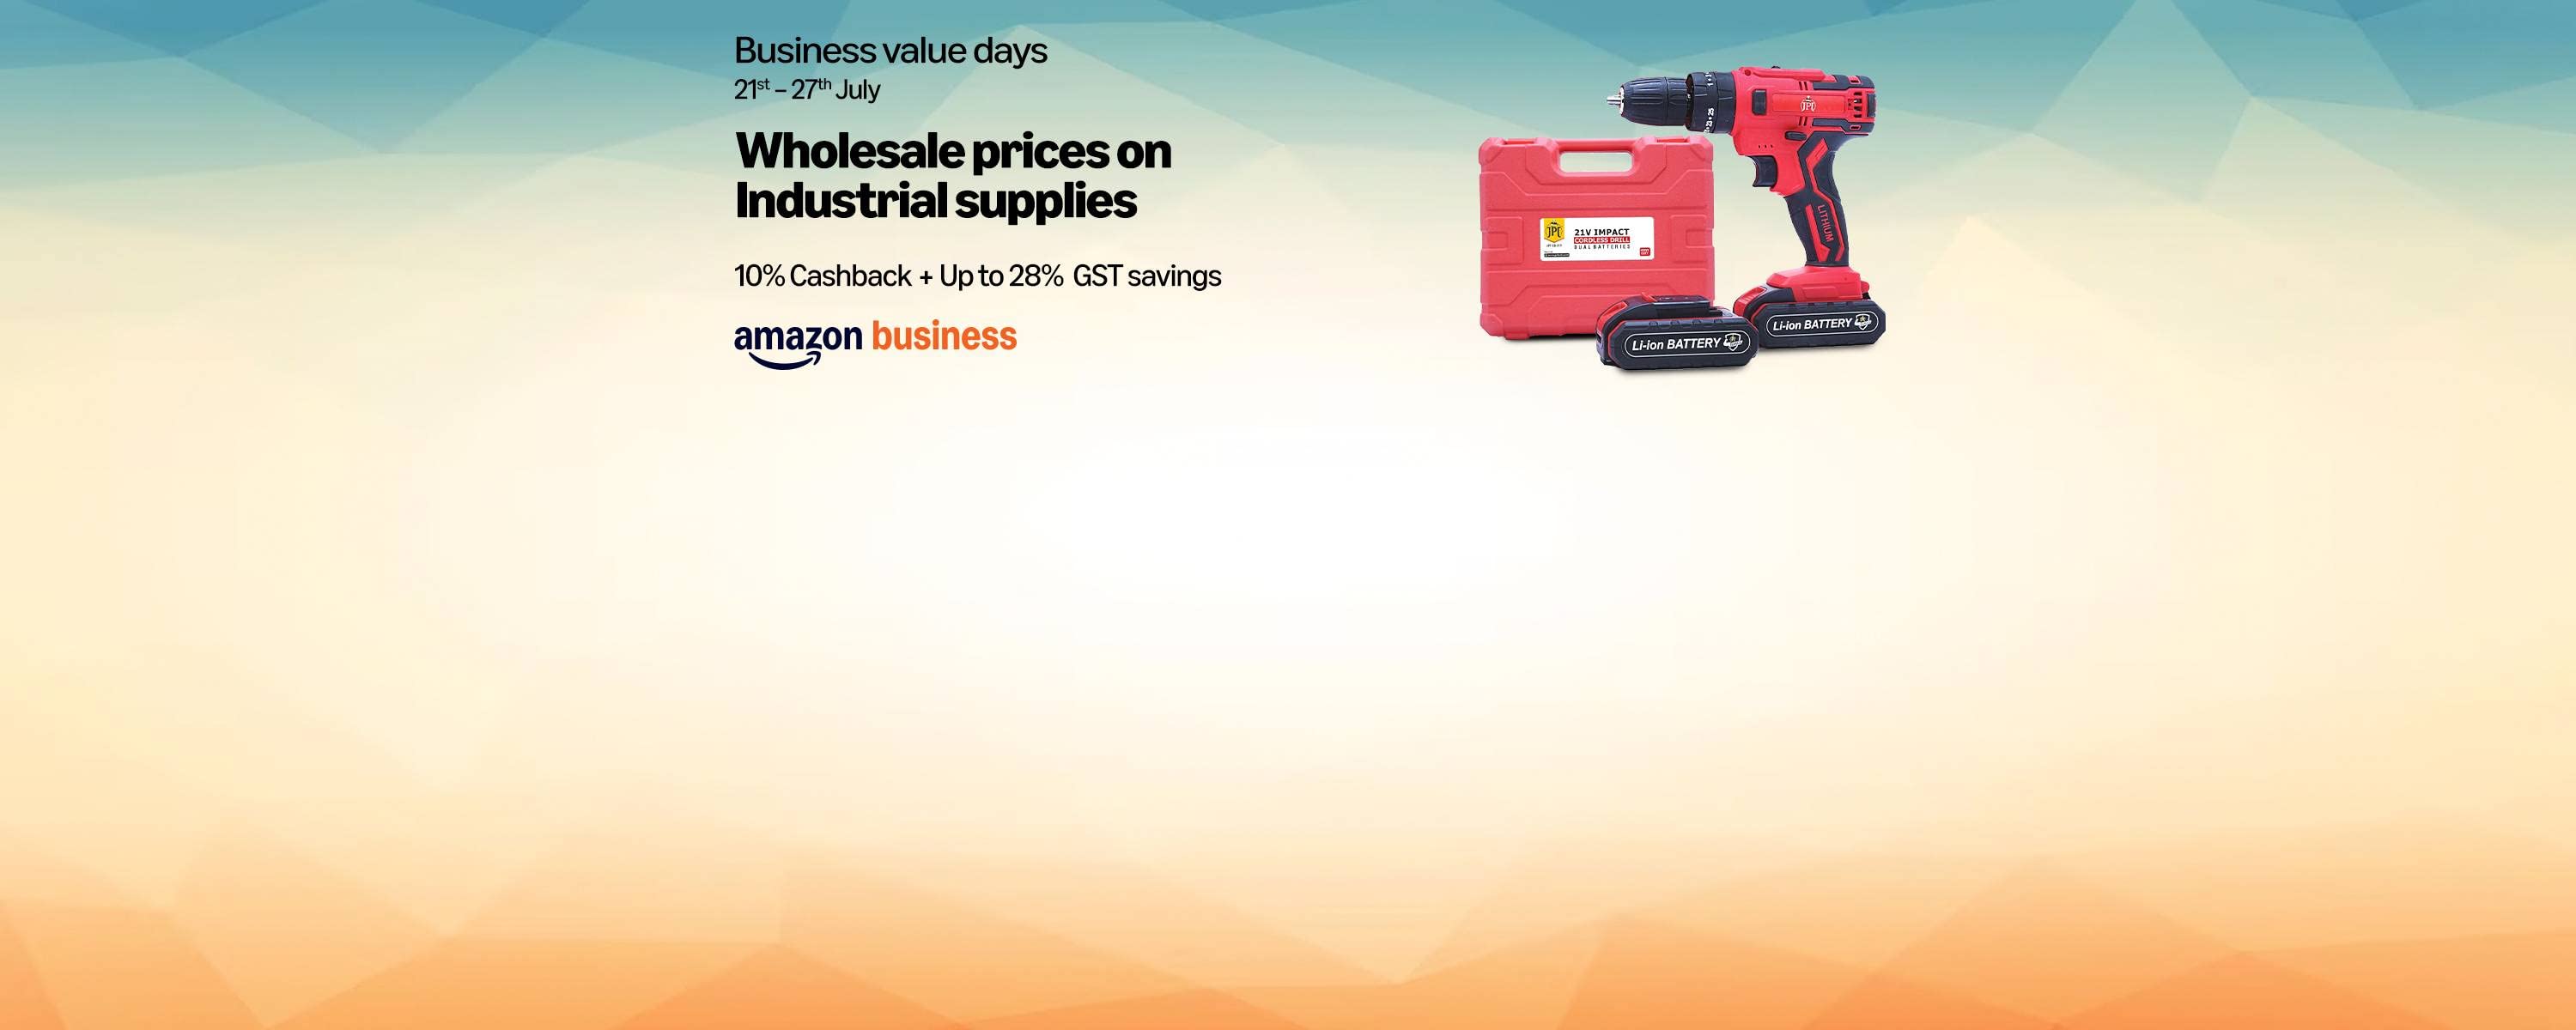 Business value days
21st – 27th July
Wholesale prices on
Industrial supplies
10% Cashback + Up to 28% GST savings
amazon business
JPT
21V IMPACT
CORDLESS DRILL
DUAL BATTERIES
LITHIUM
Li-ion BATTERY
Li-ion BATTERY